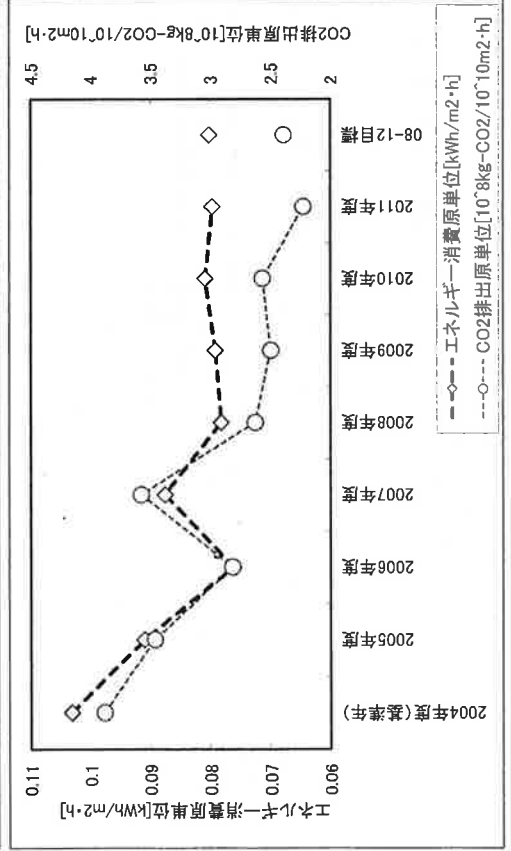 エネルギー消費原単位[kWh/m2・h]
0.11
0.1
0.09
0.08
0.07
0.06
CO2排出原単位[10^8kg-CO2/10^10m2・h]
4.5
4
3.5
3
2.5
2
2004年度(基準年)
2005年度
2006年度
2007年度
2008年度
2009年度
2010年度
2011年度
08-12目標
エネルギー消費原単位[kWh/m2・h]
CO2排出原単位[10^8kg-CO2/10^10m2・h]